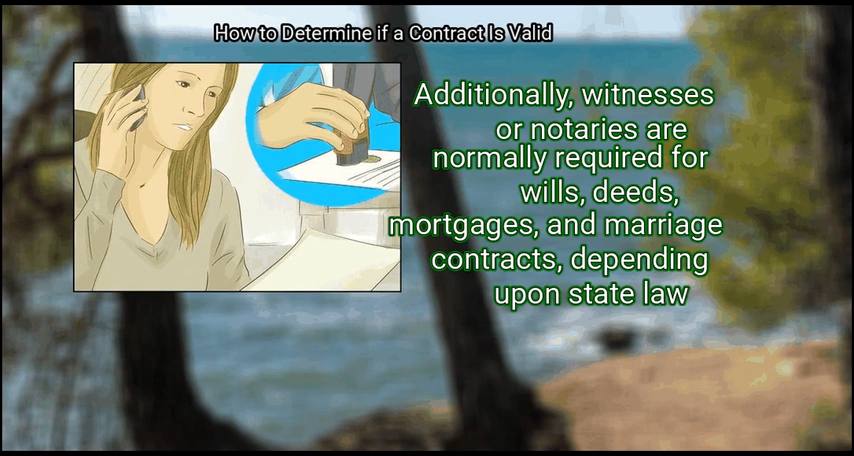 How to Determine if a Contract Is Valid
Additionally, witnesses
or notaries are
normally required for
wills, deeds,
mortgages, and marriage
contracts, depending
upon state law